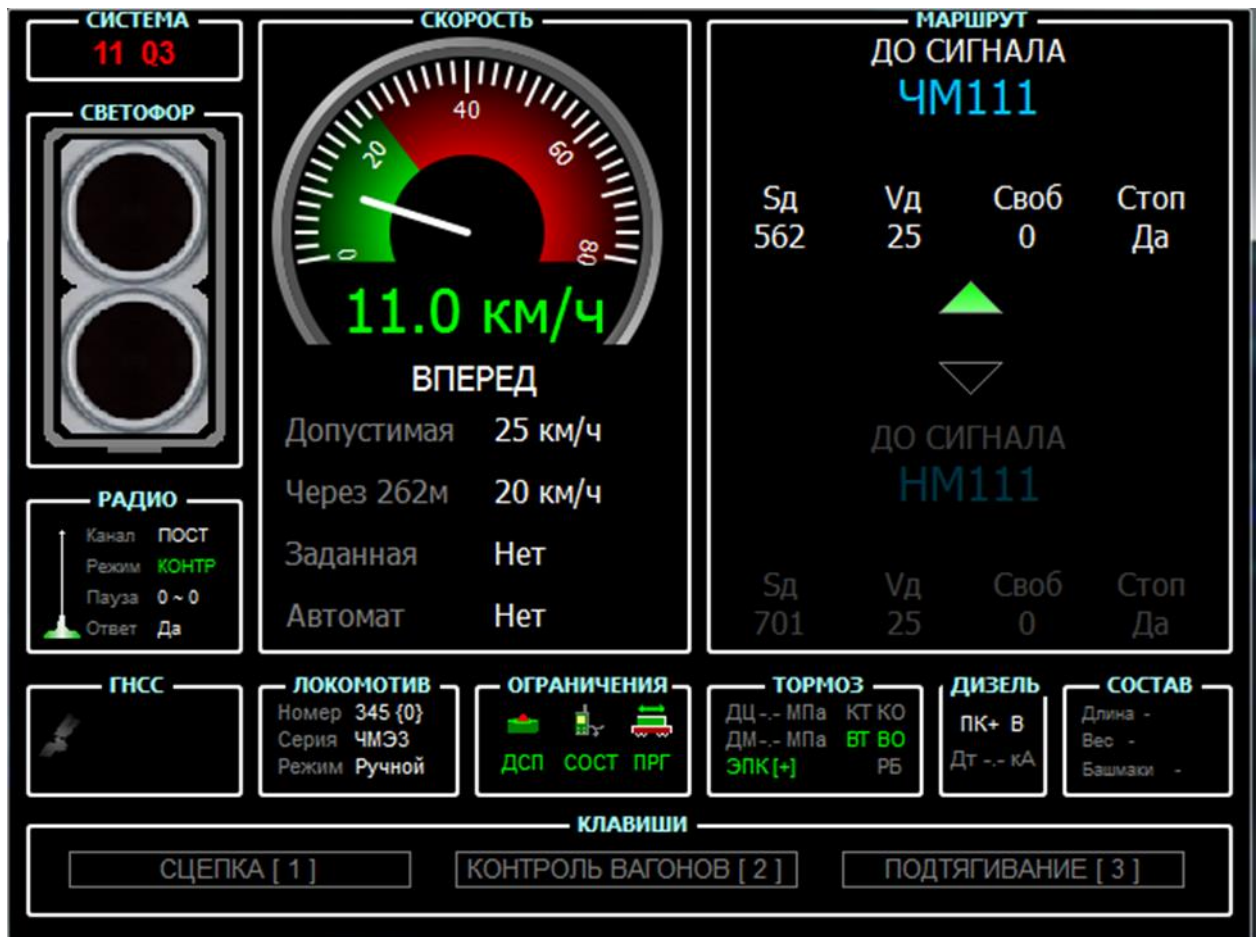 СИСТЕМА
11 03
СВЕТОФОР
РАДИО
Канал ПОСТ
Режим КОНТР
Пауза 0 ~ 0
Ответ Да
СКОРОСТЬ
0
20
40
60
80
11.0 км/ч
ВПЕРЕД
Допустимая 25 км/ч
Через 262м 20 км/ч
Заданная Нет
Автомат Нет
МАРШРУТ
ДО СИГНАЛА
ЧМ111
Sд Vд Своб Стоп
562 25 0 Да
ДО СИГНАЛА
НМ111
Sд Vд Своб Стоп
701 25 0 Да
ГНСС
ЛОКОМОТИВ
Номер 345 {0}
Серия ЧМЭ3
Режим Ручной
ОГРАНИЧЕНИЯ
ДСП СОСТ ПРГ
ТОРМОЗ
ДЦ -.- МПа КТ КО
ДМ -.- МПа ВТ ВО
ЭПК [+] РБ
ДИЗЕЛЬ
ПК+ В
Дт -.- кА
СОСТАВ
Длина -
Вес -
Башмаки -
КЛАВИШИ
СЦЕПКА [ 1 ] КОНТРОЛЬ ВАГОНОВ [ 2 ] ПОДТЯГИВАНИЕ [ 3 ]